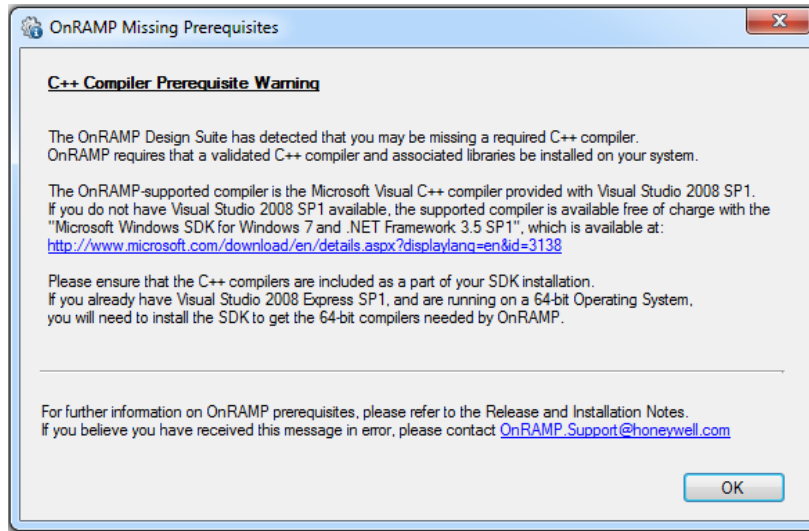 OnRAMP Missing Prerequisites
C++ Compiler Prerequisite Warning
The OnRAMP Design Suite has detected that you may be missing a required C++ compiler.
OnRAMP requires that a validated C++ compiler and associated libraries be installed on your system.
The OnRAMP-supported compiler is the Microsoft Visual C++ compiler provided with Visual Studio 2008 SP1.
If you do not have Visual Studio 2008 SP1 available, the supported compiler is available free of charge with the
"Microsoft Windows SDK for Windows 7 and .NET Framework 3.5 SP1", which is available at:
http://www.microsoft.com/download/en/details.aspx?displaylang=en&id=3138
Please ensure that the C++ compilers are included as a part of your SDK installation.
If you already have Visual Studio 2008 Express SP1, and are running on a 64-bit Operating System,
you will need to install the SDK to get the 64-bit compilers needed by OnRAMP.
For further information on OnRAMP prerequisites, please refer to the Release and Installation Notes.
If you believe you have received this message in error, please contact OnRAMP.Support@honeywell.com
OK